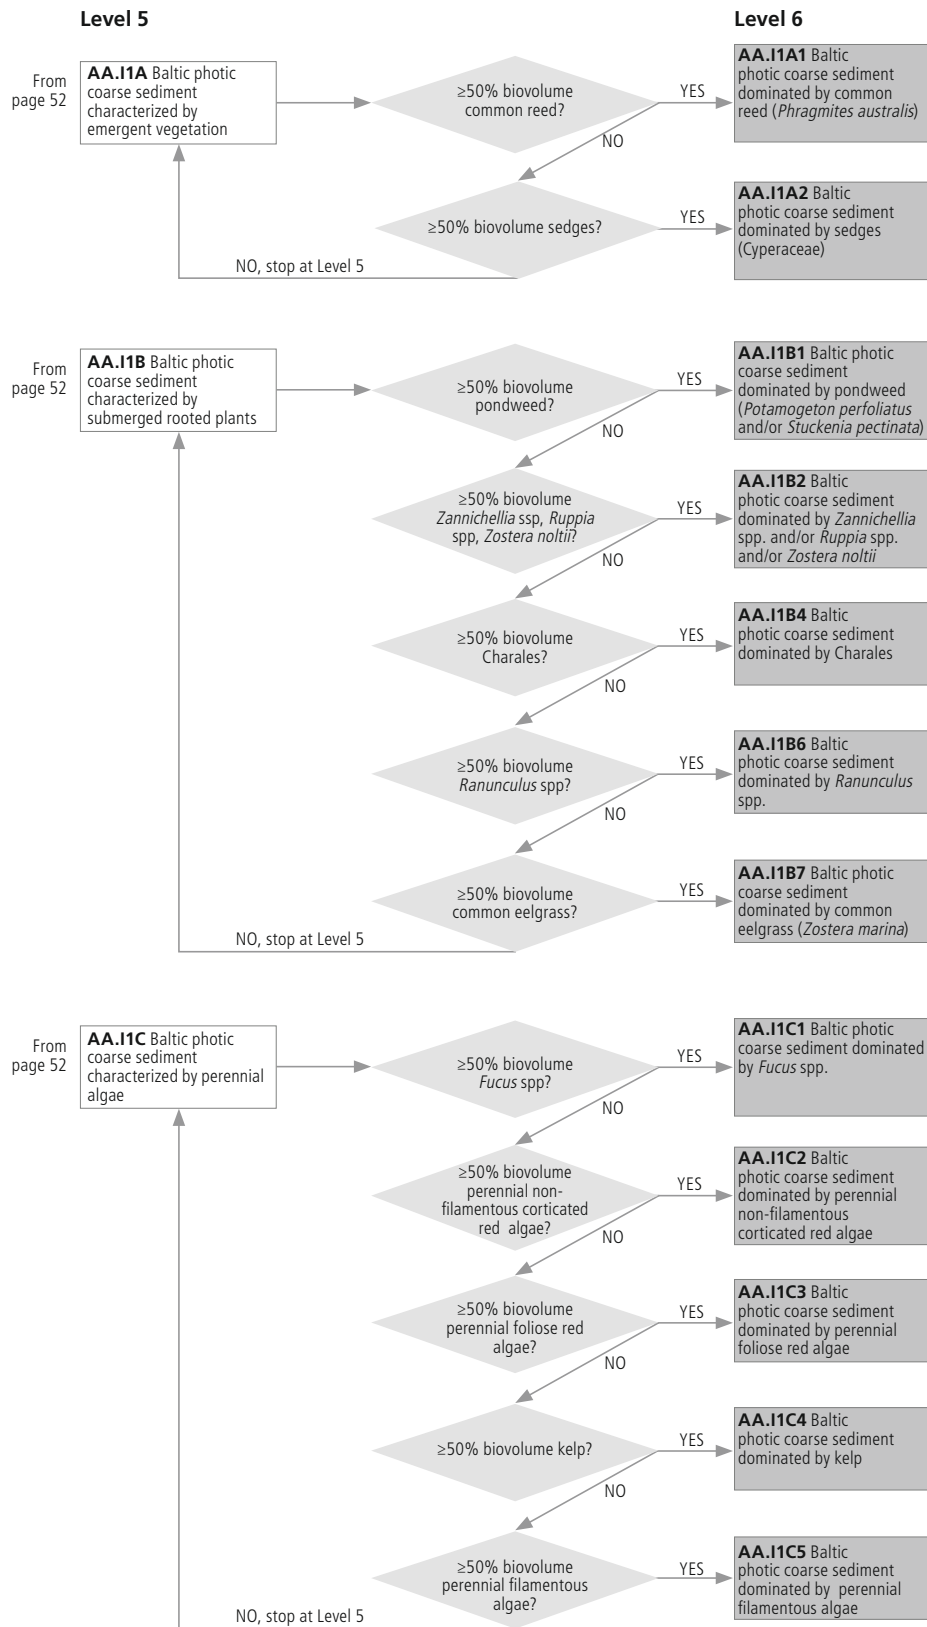 Level 5
Level 6
From
page 52
AA.I1A Baltic photic
coarse sediment
characterized by
emergent vegetation
≥50% biovolume
common reed?
YES
NO
AA.I1A1 Baltic
photic coarse sediment
dominated by common
reed (Phragmites australis)
≥50% biovolume sedges?
YES
NO, stop at Level 5
AA.I1A2 Baltic
photic coarse sediment
dominated by sedges
(Cyperaceae)
From
page 52
AA.I1B Baltic photic
coarse sediment
characterized by
submerged rooted plants
≥50% biovolume
pondweed?
YES
NO
AA.I1B1 Baltic photic
coarse sediment
dominated by pondweed
(Potamogeton perfoliatus
and/or Stuckenia pectinata)
≥50% biovolume
Zannichellia ssp, Ruppia
spp, Zostera noltii?
YES
NO
AA.I1B2 Baltic
photic coarse sediment
dominated by Zannichellia
spp. and/or Ruppia spp.
and/or Zostera noltii
≥50% biovolume
Charales?
YES
NO
AA.I1B4 Baltic
photic coarse sediment
dominated by Charales
≥50% biovolume
Ranunculus spp?
YES
NO
AA.I1B6 Baltic
photic coarse sediment
dominated by Ranunculus
spp.
≥50% biovolume
common eelgrass?
YES
NO, stop at Level 5
AA.I1B7 Baltic photic
coarse sediment
dominated by common
eelgrass (Zostera marina)
From
page 52
AA.I1C Baltic photic
coarse sediment
characterized by perennial
algae
≥50% biovolume
Fucus spp?
YES
NO
AA.I1C1 Baltic photic
coarse sediment dominated
by Fucus spp.
≥50% biovolume
perennial non-
filamentous corticated
red algae?
YES
NO
AA.I1C2 Baltic
photic coarse sediment
dominated by perennial
non-filamentous
corticated red algae
≥50% biovolume
perennial foliose red
algae?
YES
NO
AA.I1C3 Baltic
photic coarse sediment
dominated by perennial
foliose red algae
≥50% biovolume kelp?
YES
NO
AA.I1C4 Baltic
photic coarse sediment
dominated by kelp
≥50% biovolume
perennial filamentous
algae?
YES
NO, stop at Level 5
AA.I1C5 Baltic
photic coarse sediment
dominated by perennial
filamentous algae